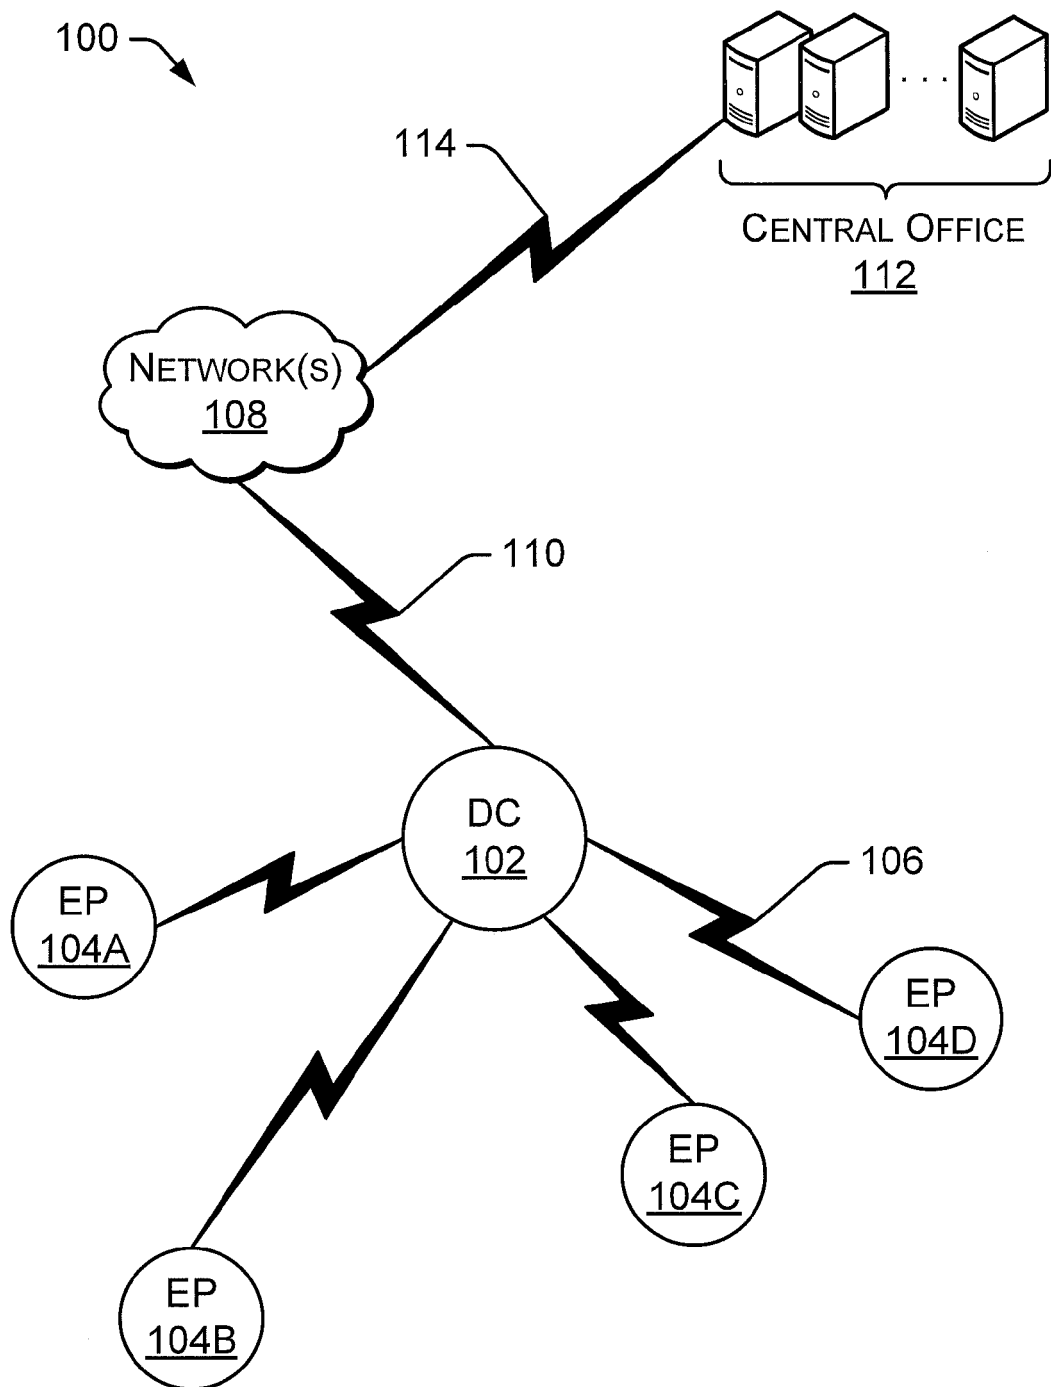 100
114
CENTRAL OFFICE
112
NETWORK(S)
108
110
DC
102
106
EP
104A
EP
104D
EP
104C
EP
104B